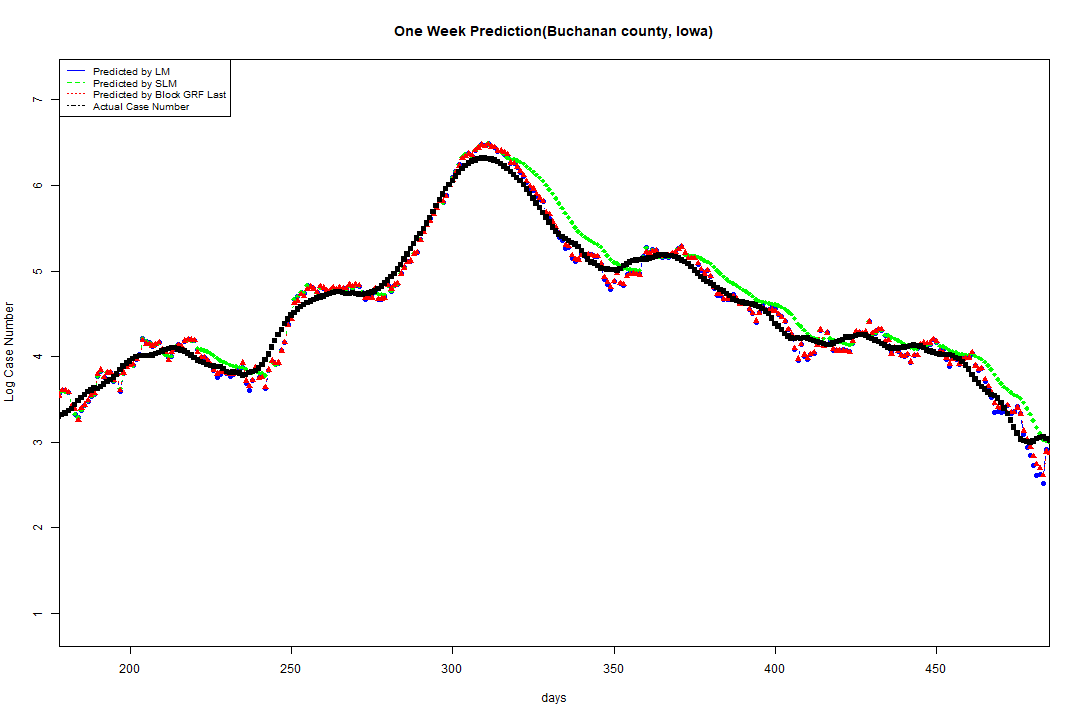 One Week Prediction(Buchanan county, Iowa)
Predicted by LM
Predicted by SLM
Predicted by Block GRF Last
Actual Case Number
7
6
5
4
3
2
1
Log Case Number
200 250 300 350 400 450
days